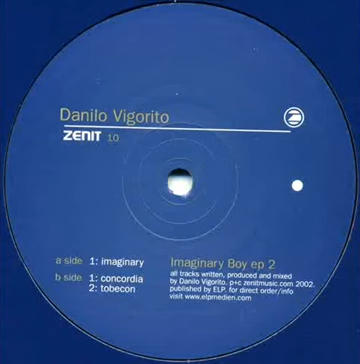 Danilo Vigorito
ZENIT 10
a side 1: imaginary
b side 1: concordia
2: tobecon
Imaginary Boy ep 2
all tracks written, produced and mixed
by Danilo Vigorito. p+c zenitmusic.com 2002.
published by ELP. for direct order/info
visit www.elpmedien.com